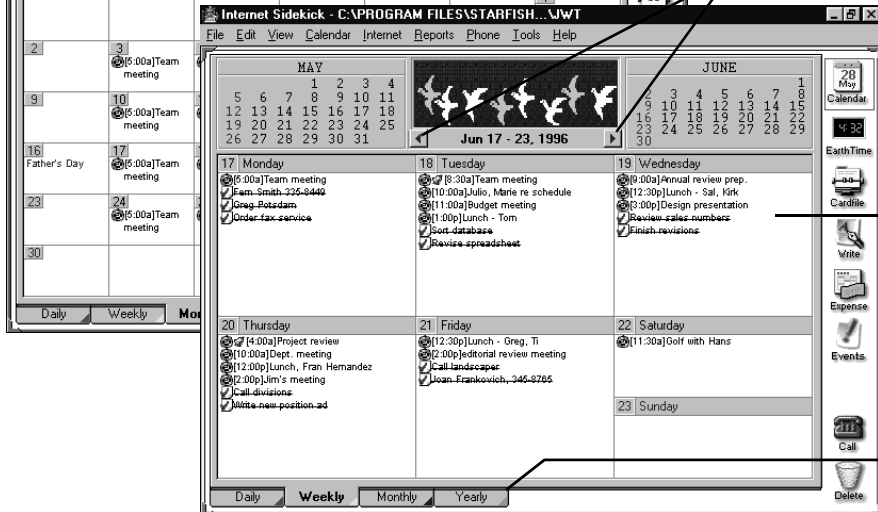 2
3
[5:00a]Team
meeting
9
10
[5:00a]Team
meeting
16
17
Father's Day
[5:00a]Team
meeting
23
24
[5:00a]Team
meeting
30
Daily Weekly Mo
Internet Sidekick - C:\PROGRAM FILES\STARFISH...\JWT
File Edit View Calendar Internet Reports Phone Tools Help
MAY
1 2 3 4
5 6 7 8 9 10 11
12 13 14 15 16 17 18
19 20 21 22 23 24 25
26 27 28 29 30 31
Jun 17 - 23, 1996
JUNE
1
2 3 4 5 6 7 8
9 10 11 12 13 14 15
16 17 18 19 20 21 22
23 24 25 26 27 28 29
30
17 Monday
[5:00a]Team meeting
Fern Smith 335-8449
Greg Potsdam
Order fax service
18 Tuesday
[8:30a]Team meeting
[10:00a]Julio, Marie re schedule
[11:00a]Budget meeting
[1:00p]Lunch - Tom
Sort database
Revise spreadsheet
19 Wednesday
[9:00a]Annual review prep.
[12:30p]Lunch - Sal, Kirk
[3:00p]Design presentation
Review sales numbers
Finish revisions
20 Thursday
[4:00a]Project review
[10:00a]Dept. meeting
[12:00p]Lunch, Fran Hernandez
[2:00p]Jim's meeting
Call divisions
Write new position ad
21 Friday
[12:30p]Lunch - Greg, Ti
[2:00p]editorial review meeting
Call landscaper
Joan Frankovich, 345-8765
22 Saturday
[11:30a]Golf with Hans
23 Sunday
Daily Weekly Monthly Yearly
28
May
Calendar
4:32
EarthTime
Cardfile
Write
Expense
Events
Call
Delete